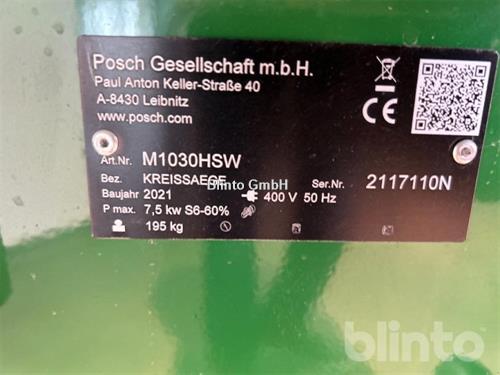 Posch Gesellschaft m.b.H.
Paul Anton Keller-Straße 40
A-8430 Leibnitz
www.posch.com
CE
Art.Nr. M1030HSW
Bez. KREISSAEGE
Blinto GmbH
Ser.Nr. 2117110N
Baujahr 2021 400 V 50 Hz
P max. 7,5 kw S6-60%
195 kg
blinto